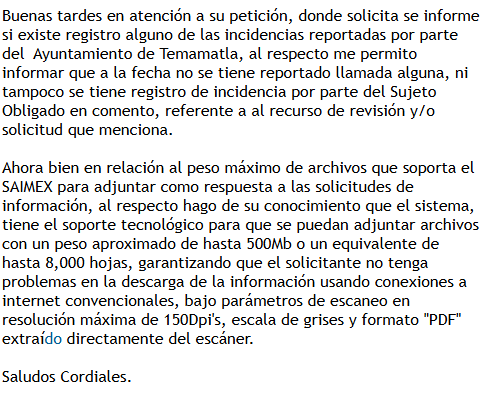 Buenas tardes en atención a su petición, donde solicita se informe
si existe registro alguno de las incidencias reportadas por parte
del  Ayuntamiento de Temamatla, al respecto me permito
informar que a la fecha no se tiene reportado llamada alguna, ni
tampoco se tiene registro de incidencia por parte del Sujeto
Obligado en comento, referente a al recurso de revisión y/o
solicitud que menciona.

Ahora bien en relación al peso máximo de archivos que soporta el
SAIMEX para adjuntar como respuesta a las solicitudes de
información, al respecto hago de su conocimiento que el sistema,
tiene el soporte tecnológico para que se puedan adjuntar archivos
con un peso aproximado de hasta 500Mb o un equivalente de
hasta 8,000 hojas, garantizando que el solicitante no tenga
problemas en la descarga de la información usando conexiones a
internet convencionales, bajo parámetros de escaneo en
resolución máxima de 150Dpi's, escala de grises y formato "PDF"
extraído directamente del escáner.

Saludos Cordiales.